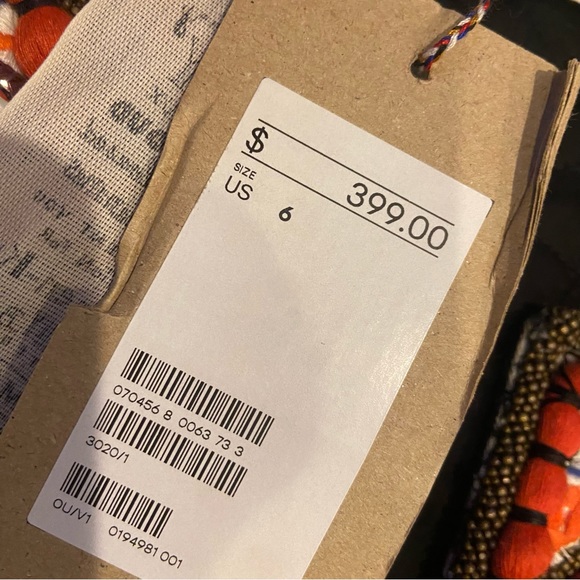 $ 399.00
SIZE
US 6
070456 8 0063 73 3
3020/1
OU/V1 0194981 001